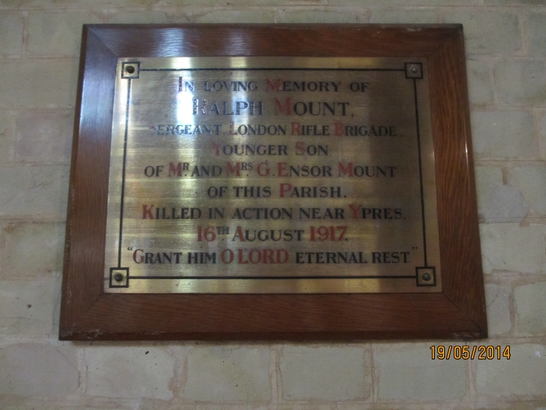 In loving Memory of
Ralph Mount,
Sergeant, London Rifle Brigade,
Younger Son
of Mr and Mrs G. Ensor Mount
of this Parish.
Killed in action near Ypres,
16th August 1917.
"Grant him O LORD eternal rest."
19/05/2014